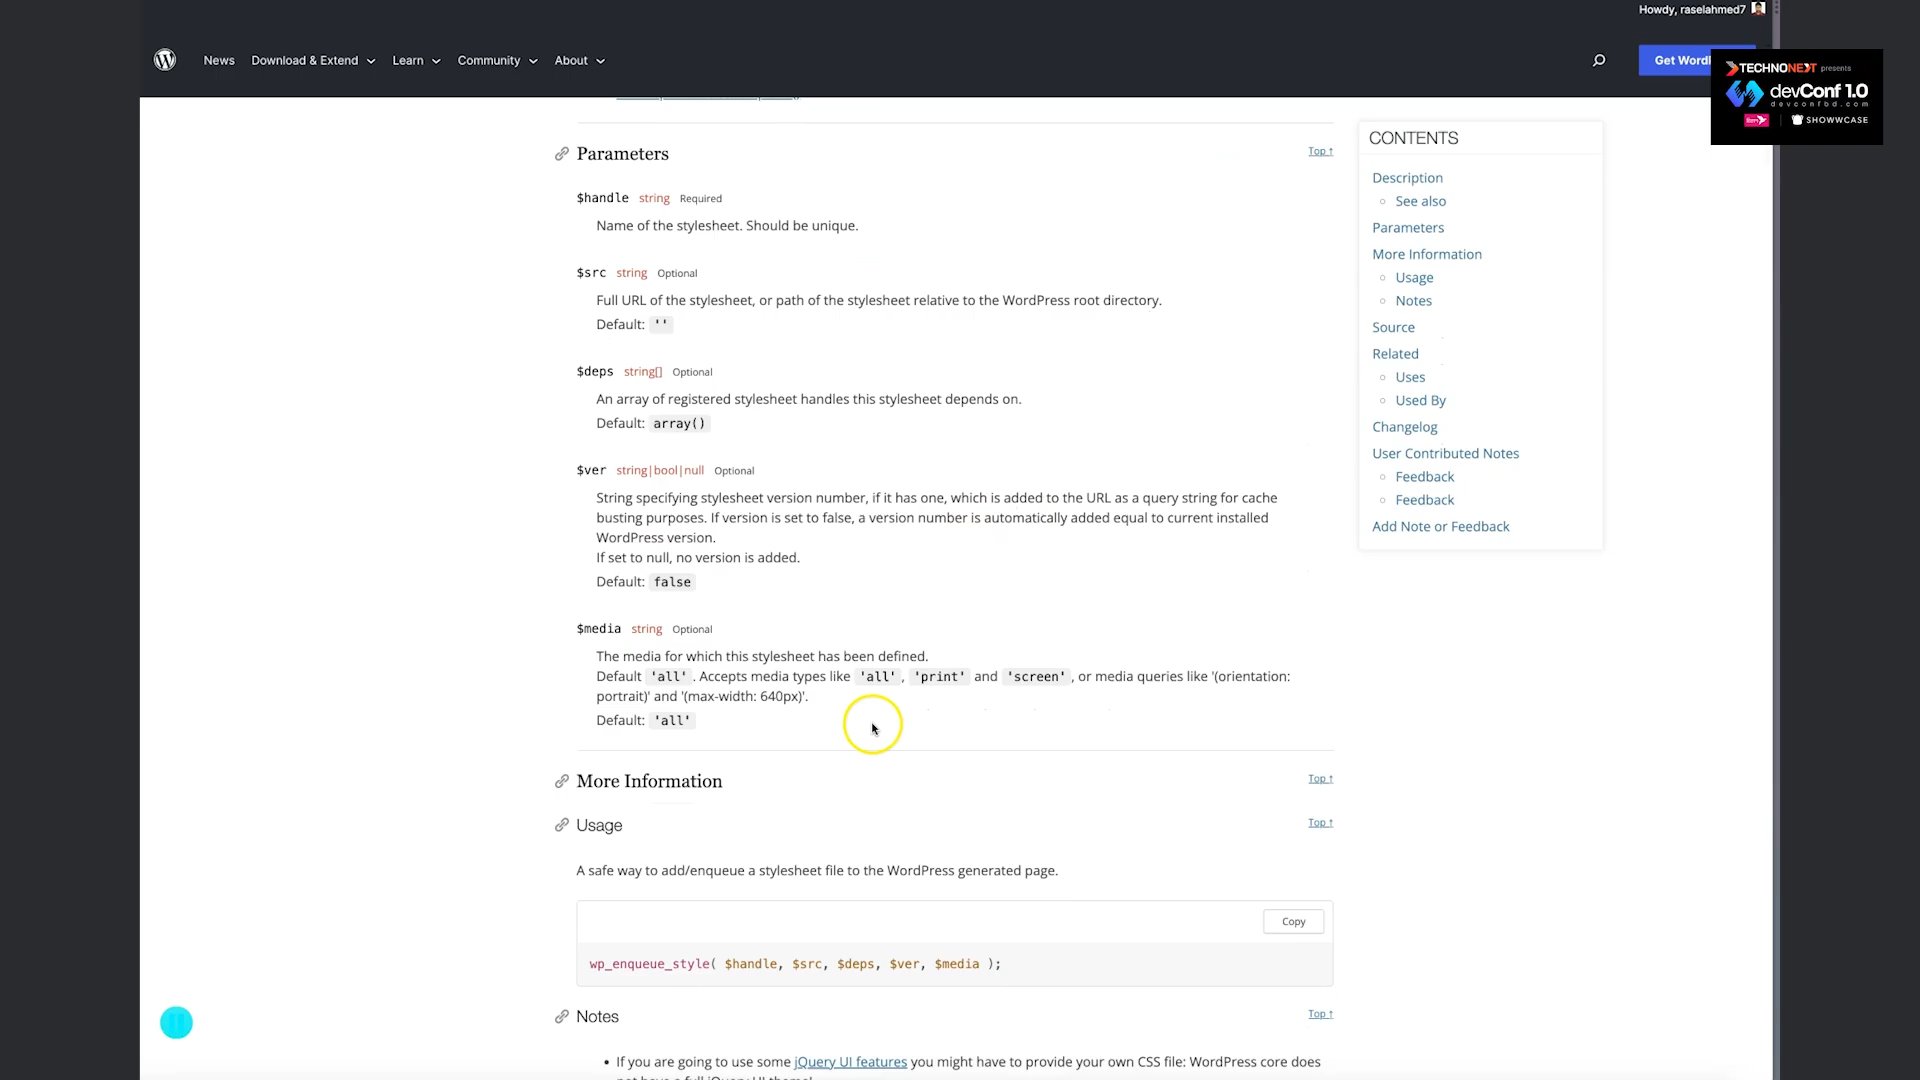 Howdy, raselahmed7
News Download & Extend Learn Community About
Get Word
TECHNONEXT presents
devConf 1.0
devconfbd.com
SHOWWCASE
Parameters
Top ↑
$handle string Required
Name of the stylesheet. Should be unique.
$src string Optional
Full URL of the stylesheet, or path of the stylesheet relative to the WordPress root directory.
Default: ''
$deps string[] Optional
An array of registered stylesheet handles this stylesheet depends on.
Default: array()
$ver string|bool|null Optional
String specifying stylesheet version number, if it has one, which is added to the URL as a query string for cache
busting purposes. If version is set to false, a version number is automatically added equal to current installed
WordPress version.
If set to null, no version is added.
Default: false
$media string Optional
The media for which this stylesheet has been defined.
Default 'all'. Accepts media types like 'all', 'print' and 'screen', or media queries like '(orientation:
portrait)' and '(max-width: 640px)'.
Default: 'all'
More Information
Top ↑
Usage
Top ↑
A safe way to add/enqueue a stylesheet file to the WordPress generated page.
Copy
wp_enqueue_style( $handle, $src, $deps, $ver, $media );
Notes
Top ↑
• If you are going to use some jQuery UI features you might have to provide your own CSS file: WordPress core does
CONTENTS
Description
See also
Parameters
More Information
Usage
Notes
Source
Related
Uses
Used By
Changelog
User Contributed Notes
Feedback
Feedback
Add Note or Feedback